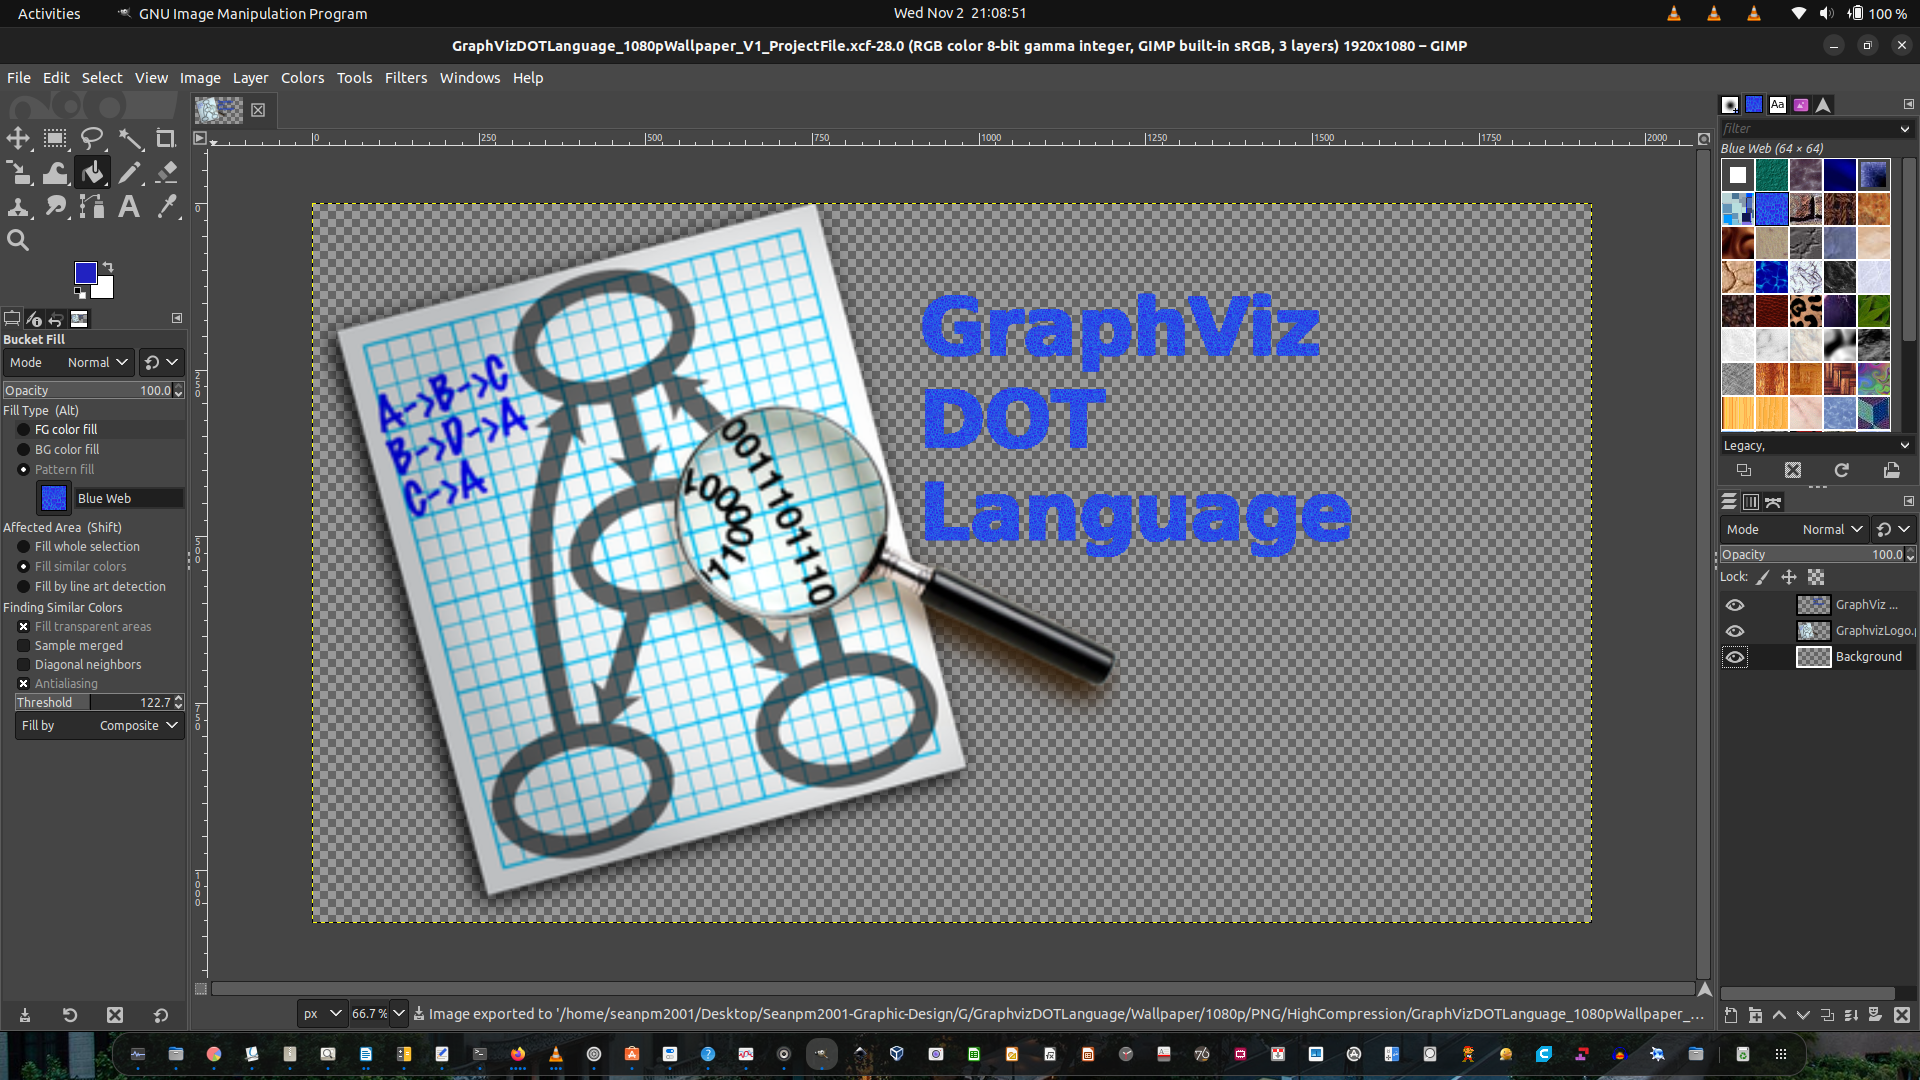 Activities
GNU Image Manipulation Program
Wed Nov 2 21:08:51
100 %
GraphVizDOTLanguage_1080pWallpaper_V1_ProjectFile.xcf-28.0 (RGB color 8-bit gamma integer, GIMP built-in sRGB, 3 layers) 1920x1080 – GIMP
File Edit Select View Image Layer Colors Tools Filters Windows Help
0 250 500 750 1000 1250 1500 1750 2000
Bucket Fill
Mode Normal
Opacity 100.0
Fill Type (Alt)
FG color fill
BG color fill
Pattern fill
Blue Web
Affected Area (Shift)
Fill whole selection
Fill similar colors
Fill by line art detection
Finding Similar Colors
Fill transparent areas
Sample merged
Diagonal neighbors
Antialiasing
Threshold 122.7
Fill by Composite
0
250
500
750
1000
A->B->C
B->D->A
C->A
0011101110
GraphViz
DOT
Language
Aa
filter
Blue Web (64 × 64)
Legacy,
Mode Normal
Opacity 100.0
Lock:
GraphViz ...
GraphvizLogo.
Background
px 66.7 % Image exported to '/home/seanpm2001/Desktop/Seanpm2001-Graphic-Design/G/GraphvizDOTLanguage/Wallpaper/1080p/PNG/HighCompression/GraphVizDOTLanguage_1080pWallpaper_...
76